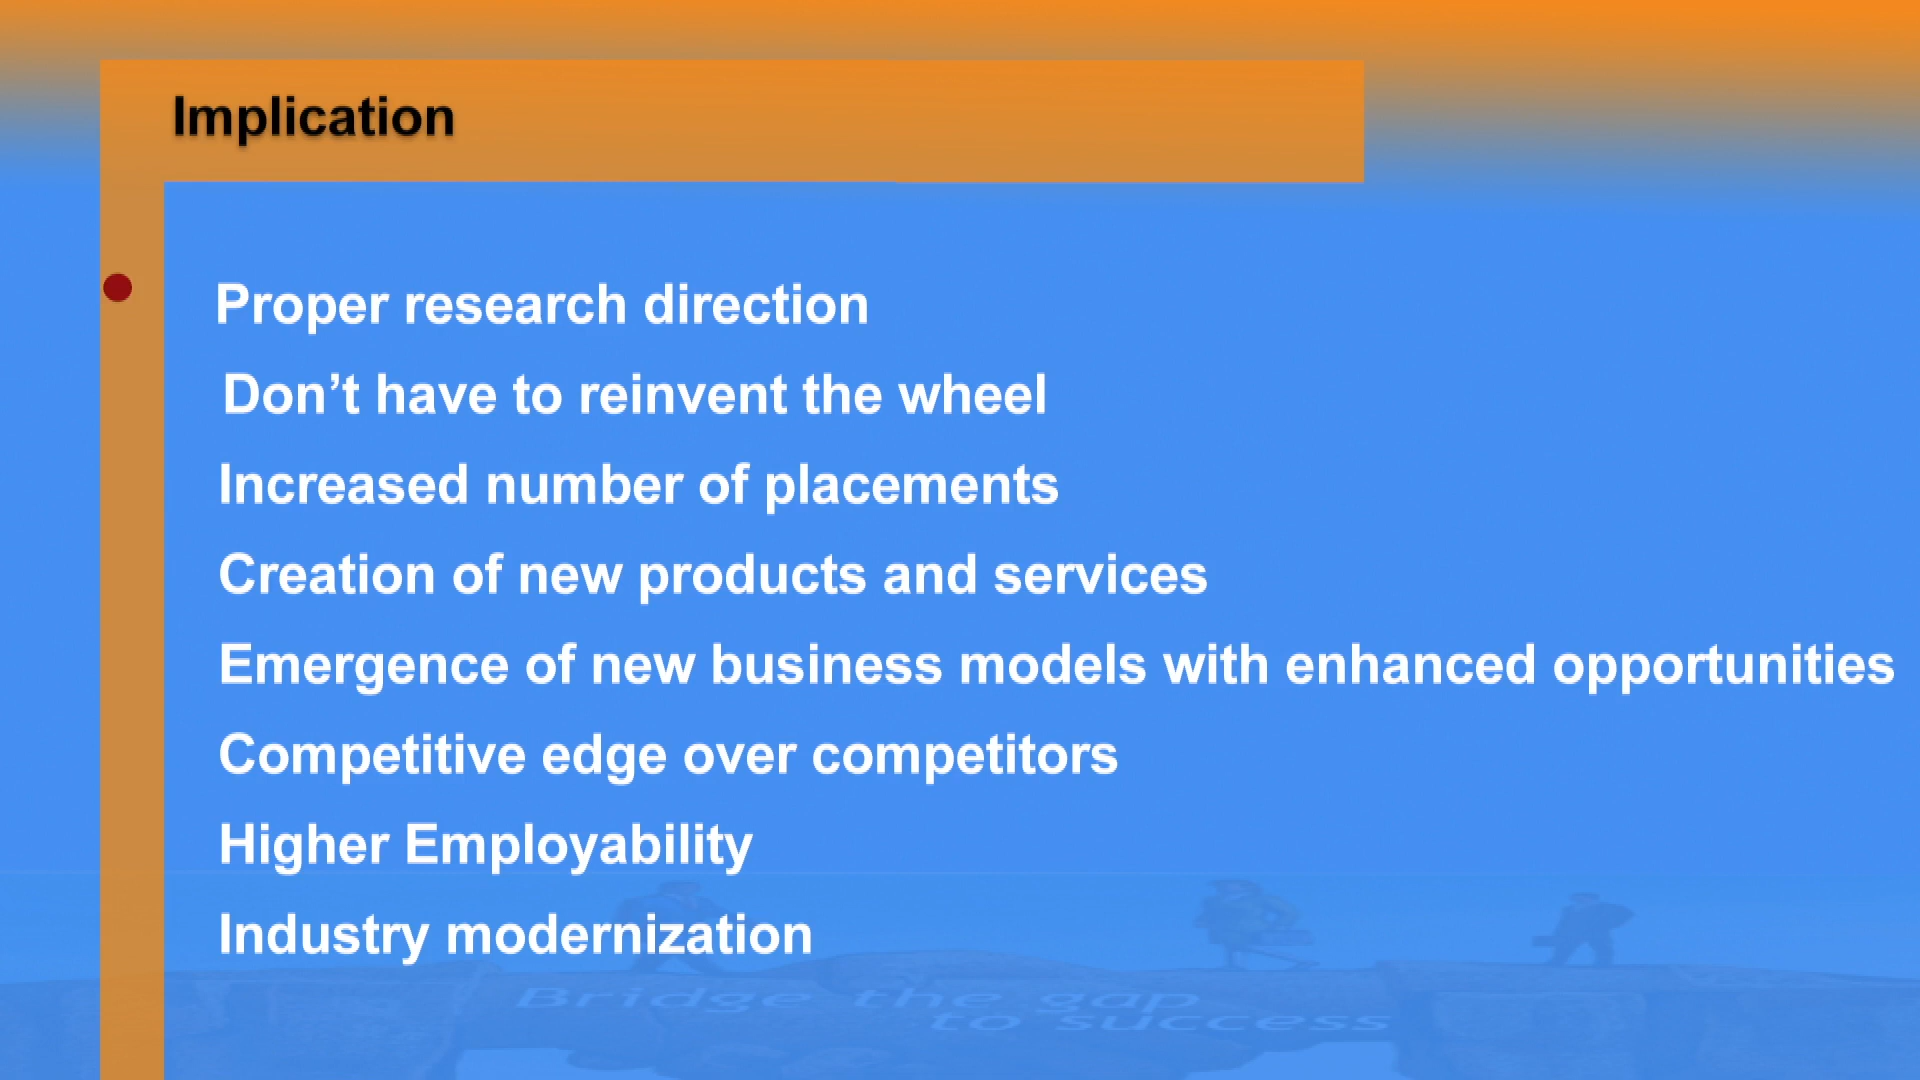 Implication
Proper research direction
Don’t have to reinvent the wheel
Increased number of placements
Creation of new products and services
Emergence of new business models with enhanced opportunities
Competitive edge over competitors
Higher Employability
Industry modernization
Bridge the gap
to success